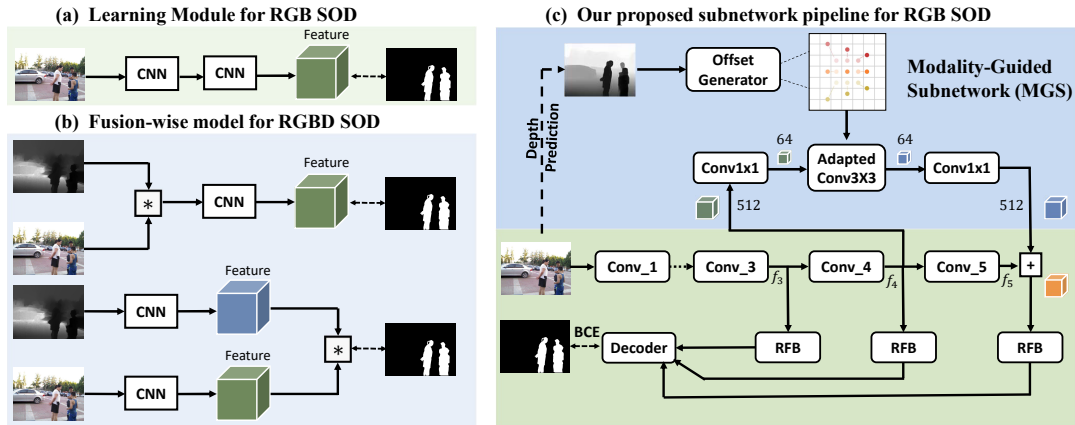 (a) Learning Module for RGB SOD
Feature
CNN
CNN
(b) Fusion-wise model for RGBD SOD
Feature
*
CNN
Feature
CNN
*
Feature
CNN
(c) Our proposed subnetwork pipeline for RGB SOD
Offset
Generator
Modality-Guided
Subnetwork (MGS)
Depth
Prediction
64
64
Conv1x1
Adapted
Conv3X3
Conv1x1
512
512
Conv_1
Conv_3
Conv_4
Conv_5
+
f3
f4
f5
BCE
Decoder
RFB
RFB
RFB